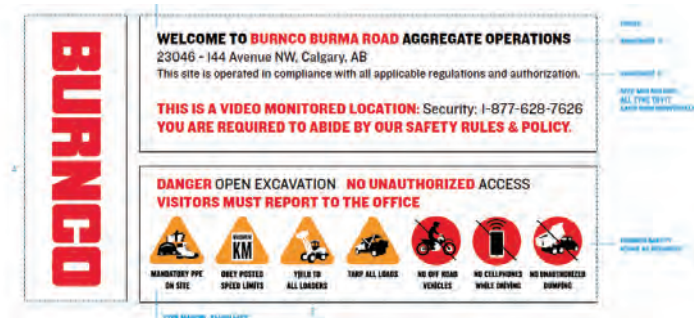 BURNCO
WELCOME TO BURNCO BURMA ROAD AGGREGATE OPERATIONS
23046 - 144 Avenue NW, Calgary, AB
This site is operated in compliance with all applicable regulations and authorization.
THIS IS A VIDEO MONITORED LOCATION: Security: 1-877-628-7626
YOU ARE REQUIRED TO ABIDE BY OUR SAFETY RULES & POLICY.
DANGER OPEN EXCAVATION NO UNAUTHORIZED ACCESS
VISITORS MUST REPORT TO THE OFFICE
KM
MANDATORY PPE
ON SITE
OBEY POSTED
SPEED LIMITS
YIELD TO
ALL LOADERS
TARP ALL LOADS
NO OFF ROAD
VEHICLES
NO CELLPHONES
WHILE DRIVING
NO UNAUTHORIZED
DUMPING